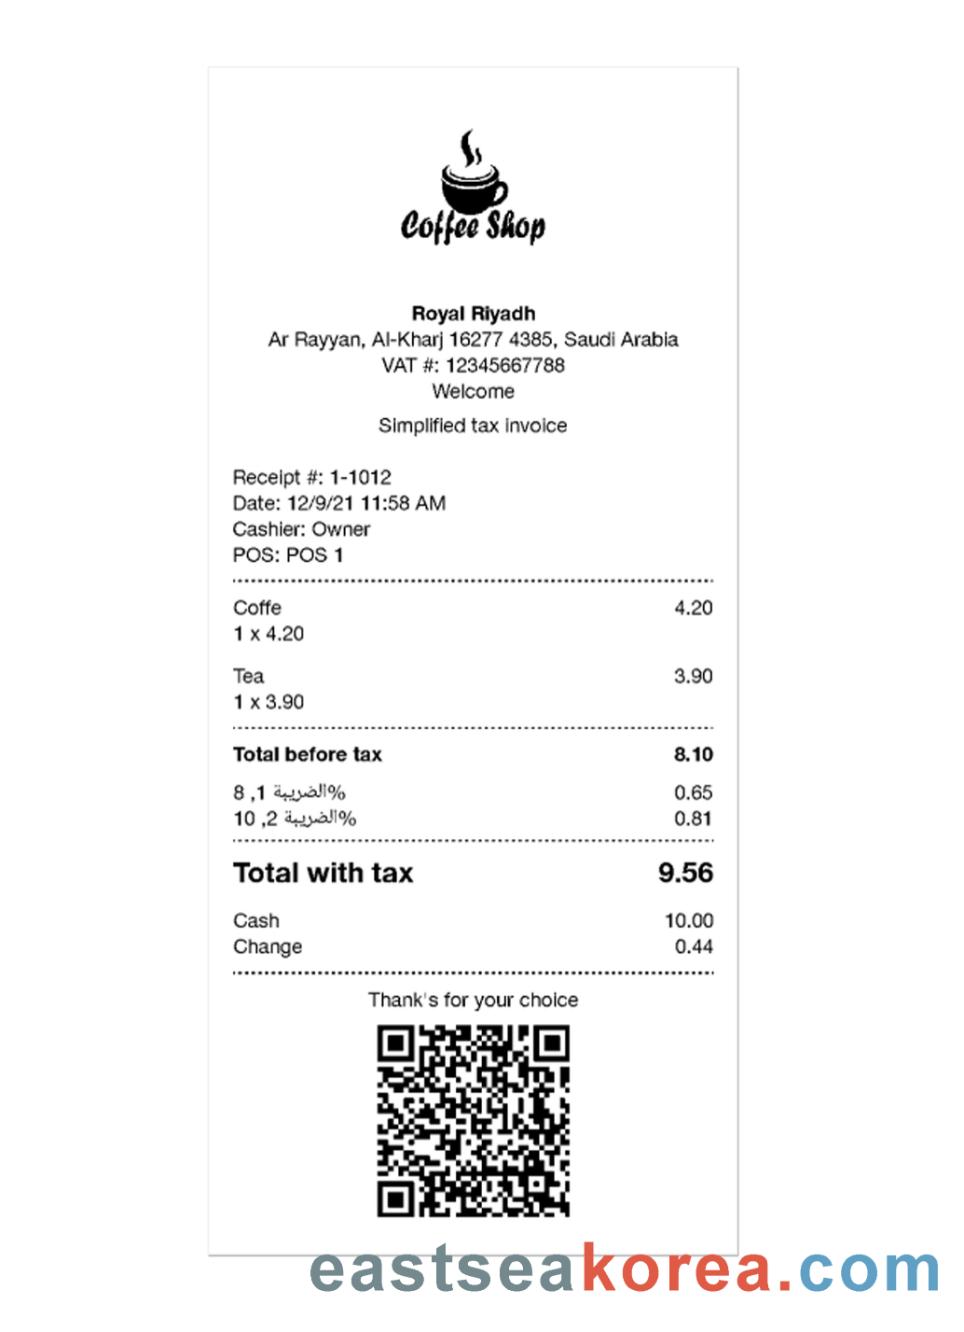 Coffee Shop
Royal Riyadh
Ar Rayyan, Al-Kharj 16277 4385, Saudi Arabia
VAT #: 12345667788
Welcome
Simplified tax invoice
Receipt #: 1-1012
Date: 12/9/21 11:58 AM
Cashier: Owner
POS: POS 1
Coffe 4.20
1 x 4.20
Tea 3.90
1 x 3.90
Total before tax 8.10
8 ,1 الضريبة% 0.65
10 ,2 الضريبة% 0.81
Total with tax 9.56
Cash 10.00
Change 0.44
Thank's for your choice
eastseakorea.com